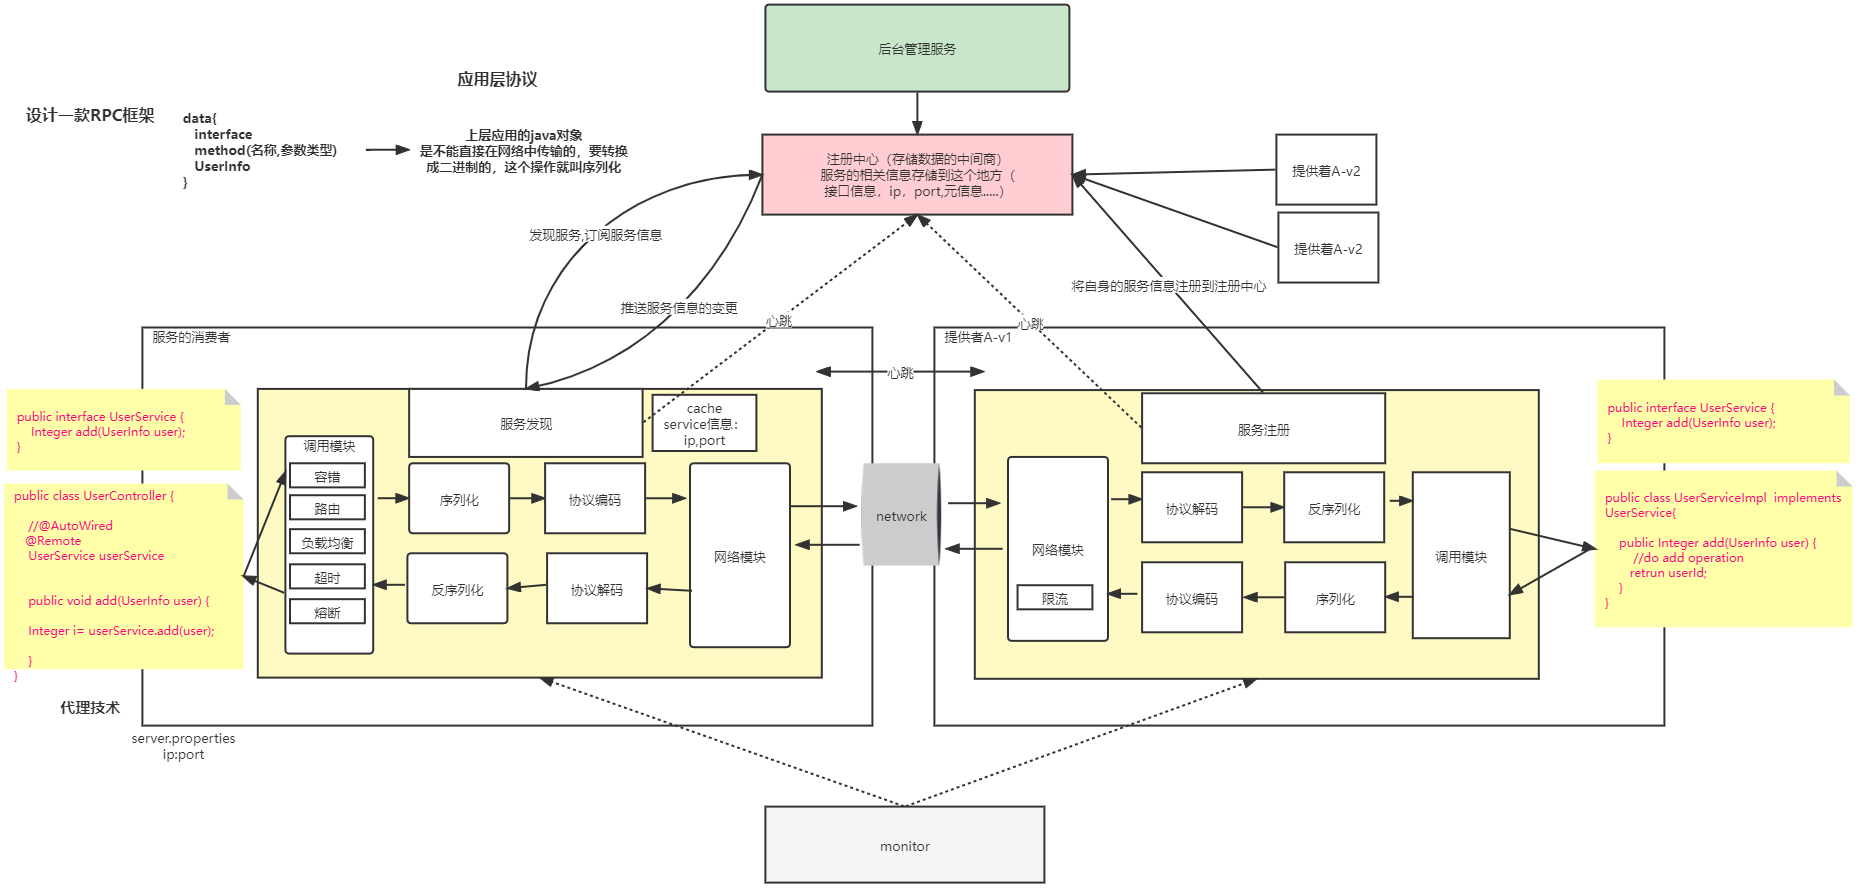 后台管理服务
应用层协议
设计一款RPC框架
data{
interface
method(名称,参数类型)
UserInfo
}
上层应用的java对象
是不能直接在网络中传输的，要转换
成二进制的，这个操作就叫序列化
注册中心（存储数据的中间商）
服务的相关信息存储到这个地方（
接口信息，ip，port,元信息.....）
提供着A-v2
提供着A-v2
发现服务,订阅服务信息
推送服务信息的变更
将自身的服务信息注册到注册中心
心跳
心跳
服务的消费者
提供者A-v1
心跳
public interface UserService {
Integer add(UserInfo user);
}
public class UserController {
//@AutoWired
@Remote
UserService userService
public void add(UserInfo user) {
Integer i= userService.add(user);
}
}
代理技术
server.properties
ip:port
服务发现
cache
service信息：
ip,port
调用模块
容错
路由
负载均衡
超时
熔断
序列化
协议编码
反序列化
协议解码
网络模块
network
服务注册
网络模块
限流
协议解码
反序列化
协议编码
序列化
调用模块
public interface UserService {
Integer add(UserInfo user);
}
public class UserServiceImpl implements
UserService{
public Integer add(UserInfo user) {
//do add operation
retrun userId;
}
}
monitor